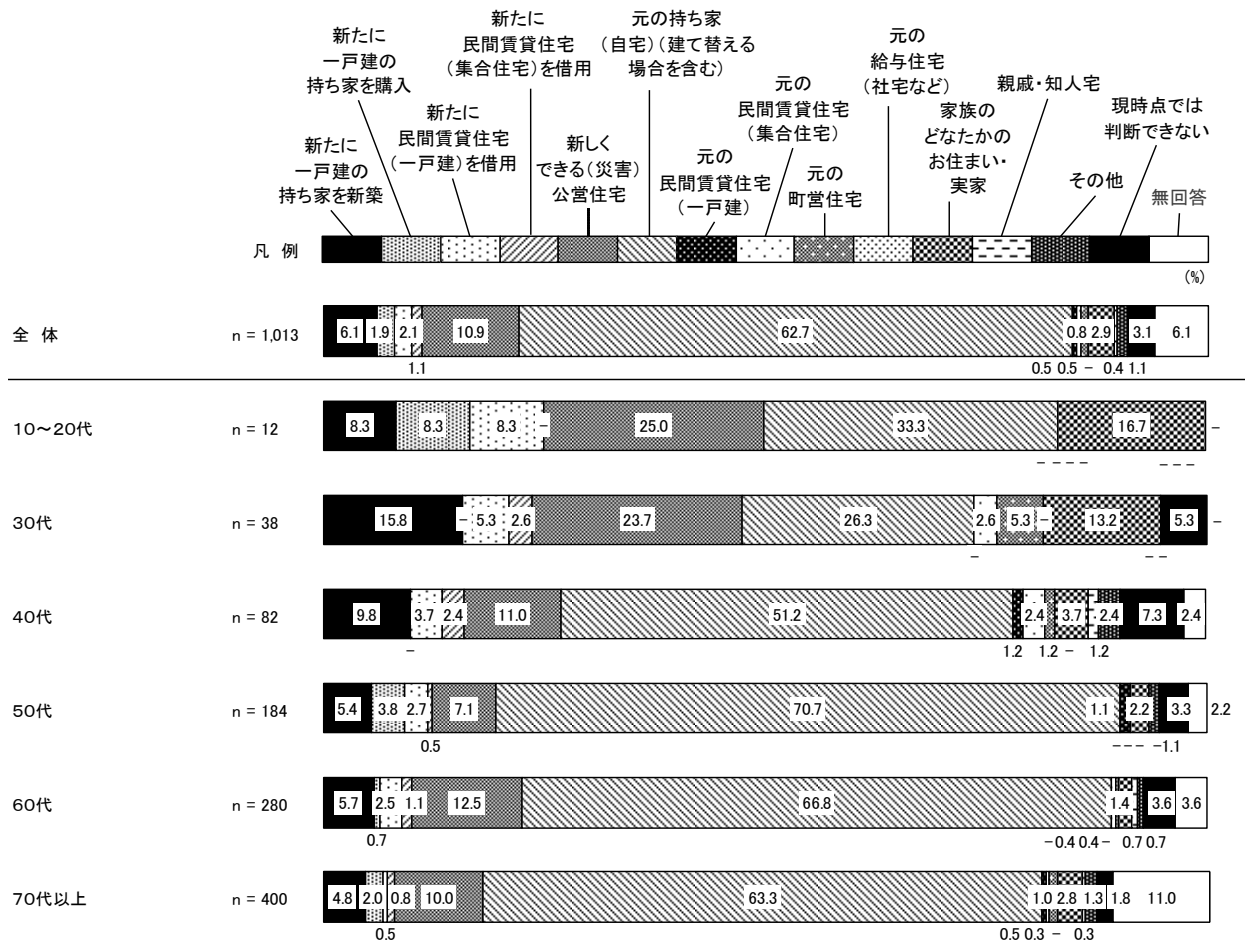 新たに
一戸建の
持ち家を新築
新たに
一戸建の
持ち家を購入
新たに
民間賃貸住宅
（一戸建）を借用
新たに
民間賃貸住宅
（集合住宅）を借用
新しく
できる（災害）
公営住宅
元の持ち家
（自宅）（建て替える
場合を含む）
元の
民間賃貸住宅
（一戸建）
元の
民間賃貸住宅
（集合住宅）
元の
町営住宅
元の
給与住宅
（社宅など）
家族の
どなたかの
お住まい・
実家
親戚・知人宅
その他
現時点では
判断できない
無回答
凡 例
(%)
全 体 n = 1,013 6.1 1.9 2.1 10.9 62.7 0.8 2.9 3.1 6.1
1.1 0.5 0.5 － 0.4 1.1
10～20代 n = 12 8.3 8.3 8.3 － 25.0 33.3 16.7 －
－ － － － － － －
30代 n = 38 15.8 － 5.3 2.6 23.7 26.3 2.6 5.3 － 13.2 5.3 －
－ － －
40代 n = 82 9.8 3.7 2.4 11.0 51.2 2.4 3.7 2.4 7.3 2.4
－ 1.2 1.2 － 1.2
50代 n = 184 5.4 3.8 2.7 7.1 70.7 1.1 2.2 3.3 2.2
0.5 － － － －1.1
60代 n = 280 5.7 2.5 1.1 12.5 66.8 1.4 3.6 3.6
0.7 －0.4 0.4－ 0.7 0.7
70代以上 n = 400 4.8 2.0 0.8 10.0 63.3 1.0 2.8 1.3 1.8 11.0
0.5 0.5 0.3 － 0.3